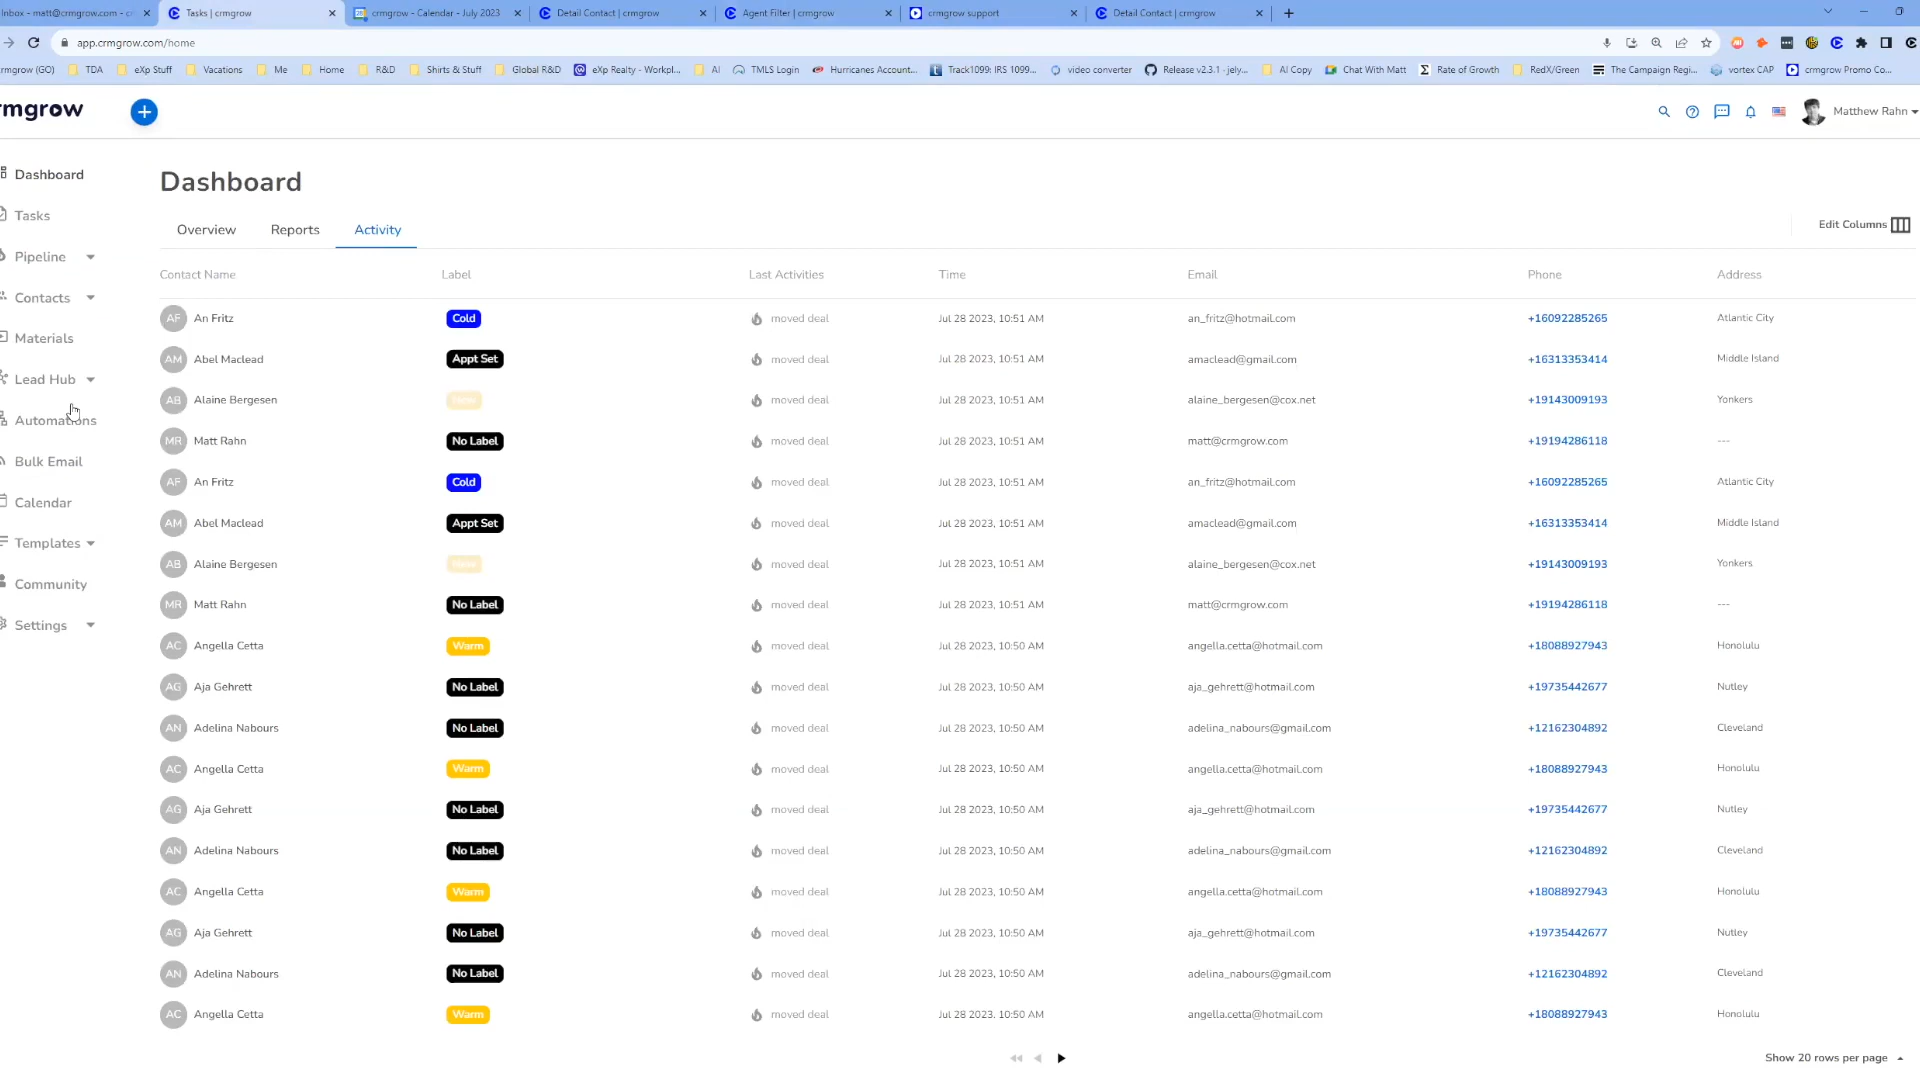 Inbox - matt@crmgrow.com - cr
Tasks | crmgrow
crmgrow - Calendar - July 2023
Detail Contact | crmgrow
Agent Filter | crmgrow
crmgrow support
Detail Contact | crmgrow
app.crmgrow.com/home
rmgrow (GO)
TDA
eXp Stuff
Vacations
Me
Home
R&D
Shirts & Stuff
Global R&D
eXp Realty - Workpl...
AI
TMLS Login
Hurricanes Account...
Track1099: IRS 1099...
video converter
Release v2.3.1 - jely...
AI Copy
Chat With Matt
Rate of Growth
RedX/Green
The Campaign Regi...
vortex CAP
crmgrow Promo Co...
rmgrow
Matthew Rahn
Dashboard
Tasks
Pipeline
Contacts
Materials
Lead Hub
Automations
Bulk Email
Calendar
Templates
Community
Settings
Dashboard
Overview Reports Activity
Edit Columns
Contact Name Label Last Activities Time Email Phone Address
AF An Fritz Cold moved deal Jul 28 2023, 10:51 AM an_fritz@hotmail.com +16092285265 Atlantic City
AM Abel Maclead Appt Set moved deal Jul 28 2023, 10:51 AM amaclead@gmail.com +16313353414 Middle Island
AB Alaine Bergesen New moved deal Jul 28 2023, 10:51 AM alaine_bergesen@cox.net +19143009193 Yonkers
MR Matt Rahn No Label moved deal Jul 28 2023, 10:51 AM matt@crmgrow.com +19194286118 ---
AF An Fritz Cold moved deal Jul 28 2023, 10:51 AM an_fritz@hotmail.com +16092285265 Atlantic City
AM Abel Maclead Appt Set moved deal Jul 28 2023, 10:51 AM amaclead@gmail.com +16313353414 Middle Island
AB Alaine Bergesen New moved deal Jul 28 2023, 10:51 AM alaine_bergesen@cox.net +19143009193 Yonkers
MR Matt Rahn No Label moved deal Jul 28 2023, 10:51 AM matt@crmgrow.com +19194286118 ---
AC Angella Cetta Warm moved deal Jul 28 2023, 10:50 AM angella.cetta@hotmail.com +18088927943 Honolulu
AG Aja Gehrett No Label moved deal Jul 28 2023, 10:50 AM aja_gehrett@hotmail.com +19735442677 Nutley
AN Adelina Nabours No Label moved deal Jul 28 2023, 10:50 AM adelina_nabours@gmail.com +12162304892 Cleveland
AC Angella Cetta Warm moved deal Jul 28 2023, 10:50 AM angella.cetta@hotmail.com +18088927943 Honolulu
AG Aja Gehrett No Label moved deal Jul 28 2023, 10:50 AM aja_gehrett@hotmail.com +19735442677 Nutley
AN Adelina Nabours No Label moved deal Jul 28 2023, 10:50 AM adelina_nabours@gmail.com +12162304892 Cleveland
AC Angella Cetta Warm moved deal Jul 28 2023, 10:50 AM angella.cetta@hotmail.com +18088927943 Honolulu
AG Aja Gehrett No Label moved deal Jul 28 2023, 10:50 AM aja_gehrett@hotmail.com +19735442677 Nutley
AN Adelina Nabours No Label moved deal Jul 28 2023, 10:50 AM adelina_nabours@gmail.com +12162304892 Cleveland
AC Angella Cetta Warm moved deal Jul 28 2023, 10:50 AM angella.cetta@hotmail.com +18088927943 Honolulu
Show 20 rows per page